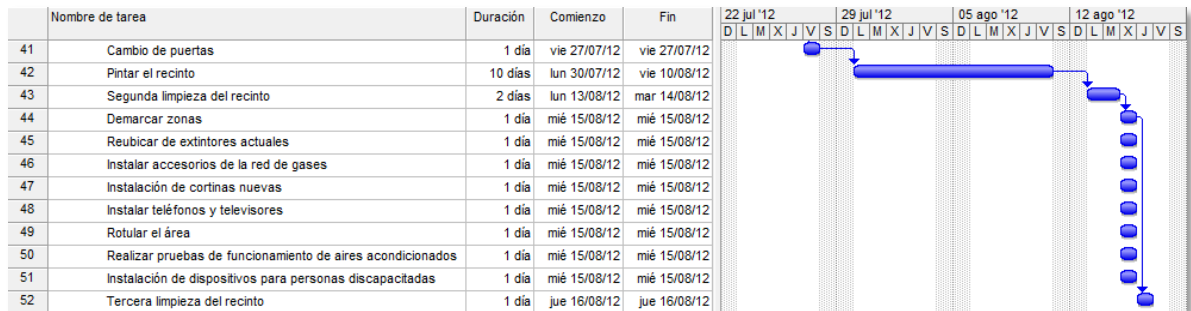 Nombre de tarea Duración Comienzo Fin 22 jul '12 29 jul '12 05 ago '12 12 ago '12
D L M X J V S D L M X J V S D L M X J V S D L M X J V S
41 Cambio de puertas 1 día vie 27/07/12 vie 27/07/12
42 Pintar el recinto 10 días lun 30/07/12 vie 10/08/12
43 Segunda limpieza del recinto 2 días lun 13/08/12 mar 14/08/12
44 Demarcar zonas 1 día mié 15/08/12 mié 15/08/12
45 Reubicar de extintores actuales 1 día mié 15/08/12 mié 15/08/12
46 Instalar accesorios de la red de gases 1 día mié 15/08/12 mié 15/08/12
47 Instalación de cortinas nuevas 1 día mié 15/08/12 mié 15/08/12
48 Instalar teléfonos y televisores 1 día mié 15/08/12 mié 15/08/12
49 Rotular el área 1 día mié 15/08/12 mié 15/08/12
50 Realizar pruebas de funcionamiento de aires acondicionados 1 día mié 15/08/12 mié 15/08/12
51 Instalación de dispositivos para personas discapacitadas 1 día mié 15/08/12 mié 15/08/12
52 Tercera limpieza del recinto 1 día jue 16/08/12 jue 16/08/12